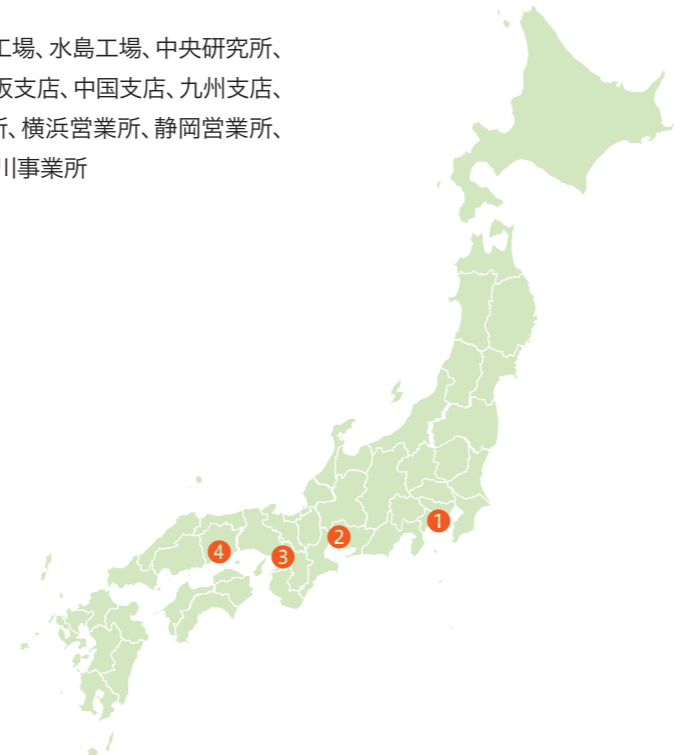 工場、水島工場、中央研究所、
阪支店、中国支店、九州支店、
所、横浜営業所、静岡営業所、
川事業所
1
2
3
4